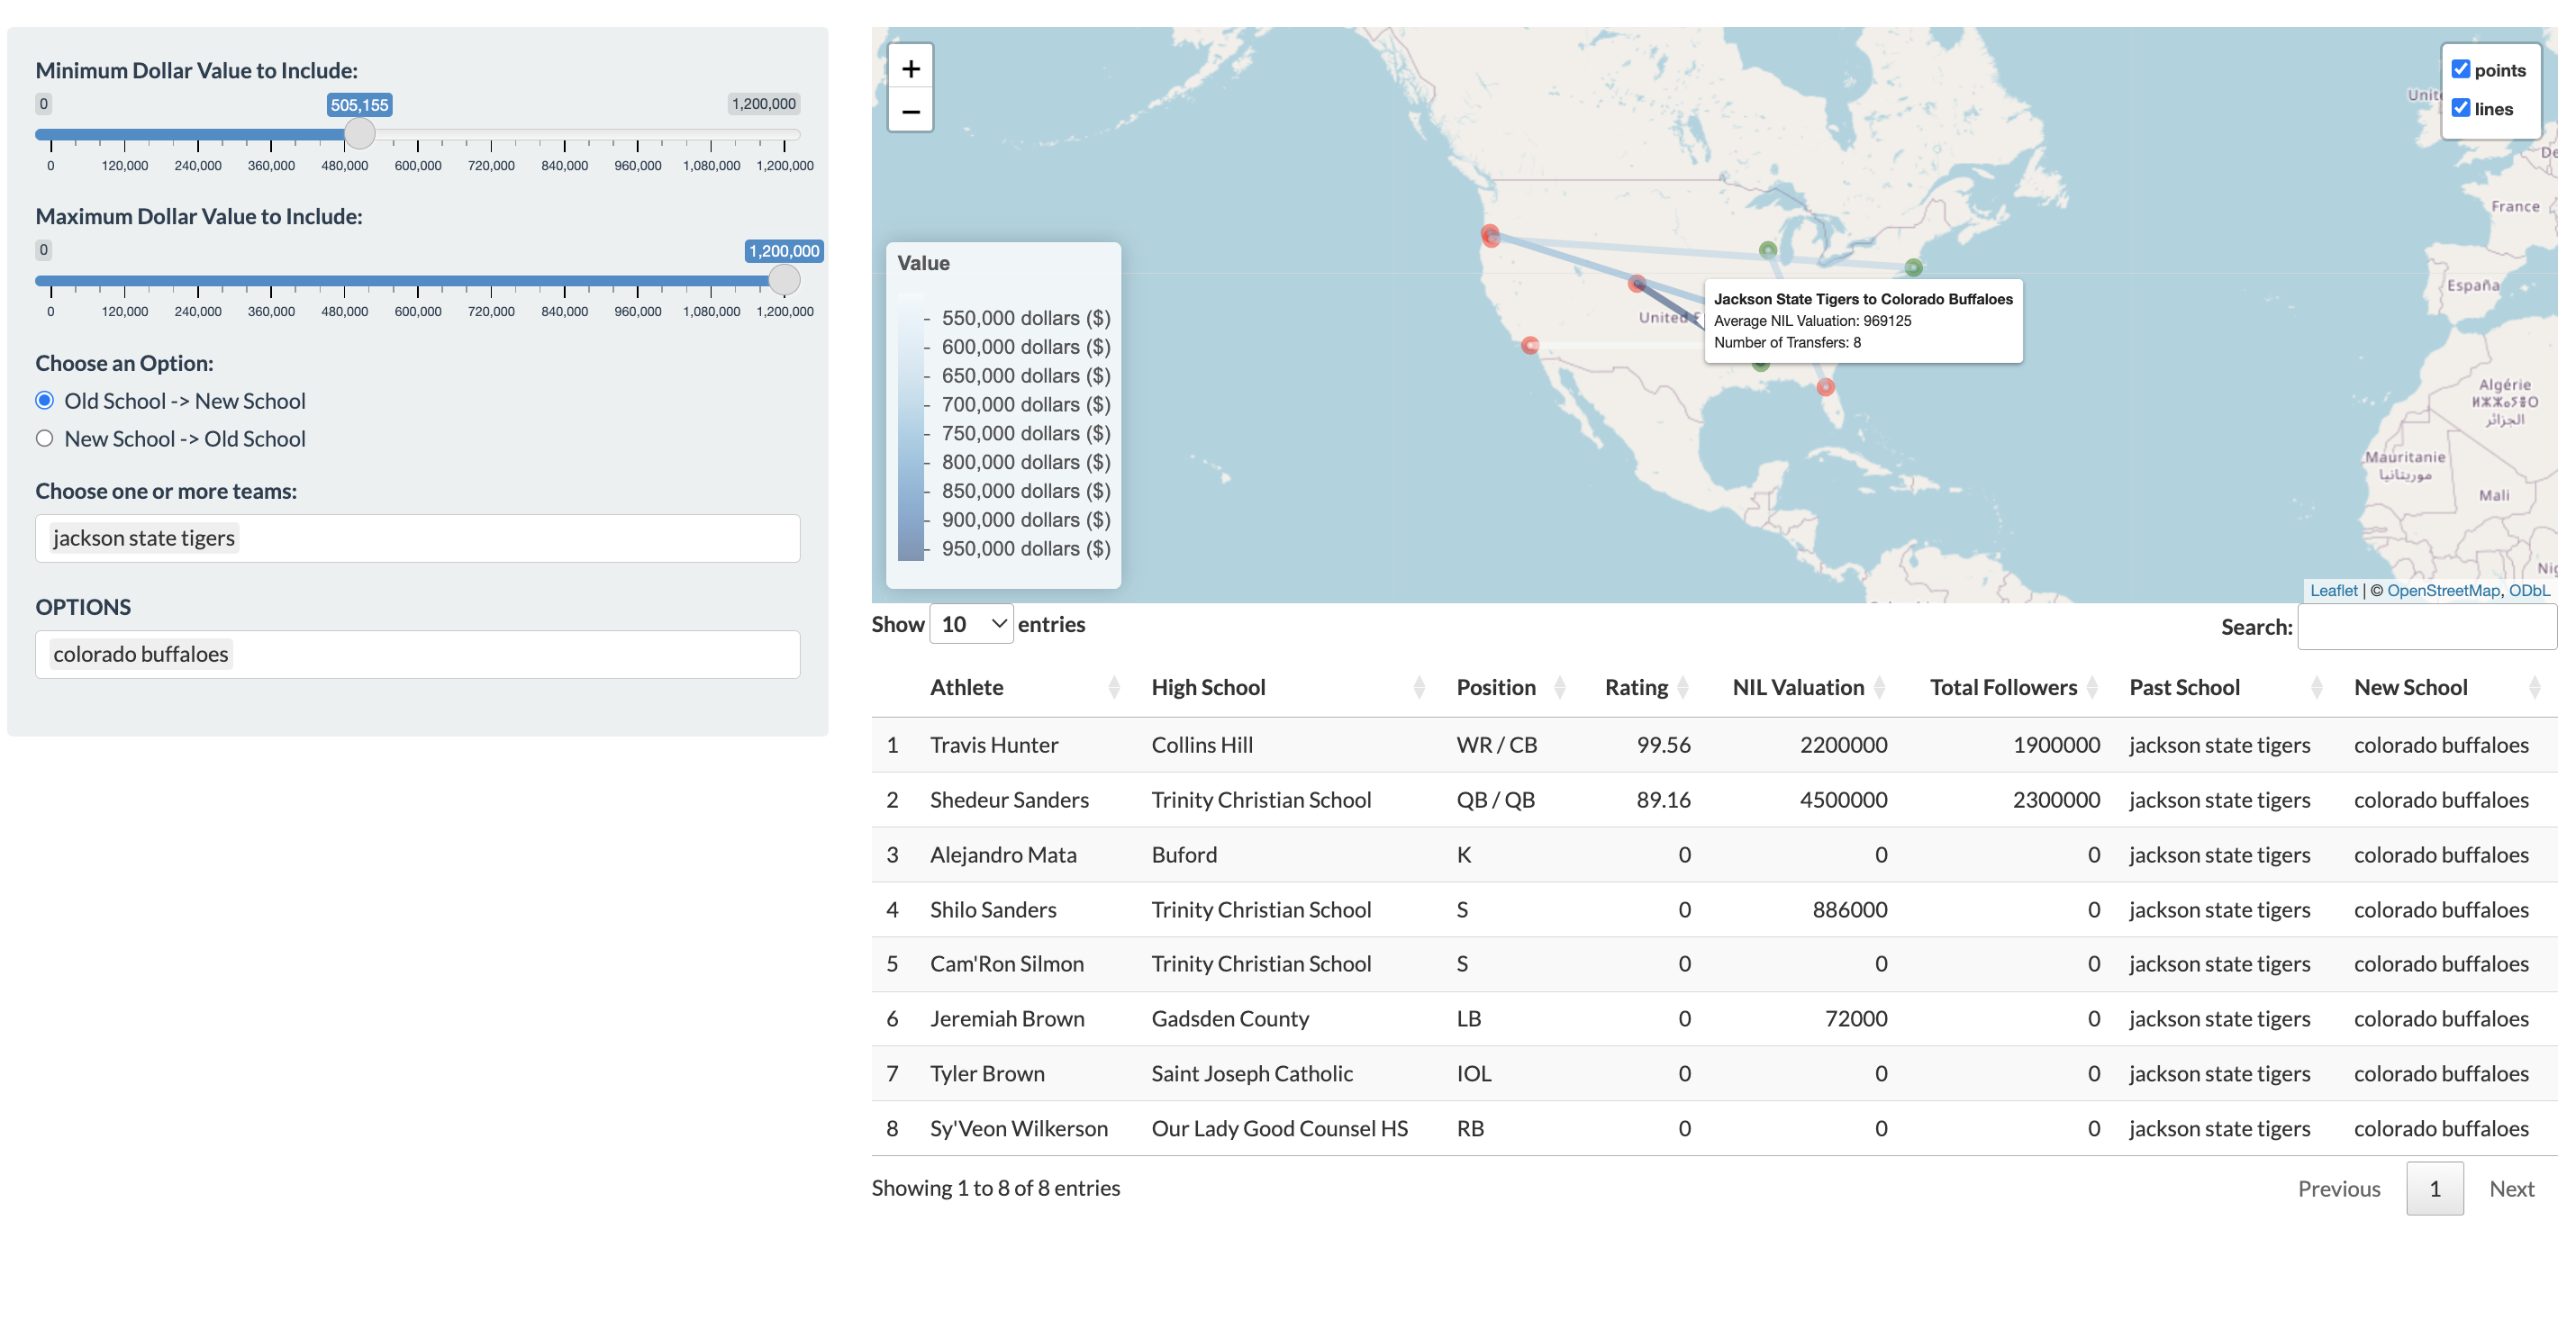 Minimum Dollar Value to Include:
0 505,155 1,200,000
0 120,000 240,000 360,000 480,000 600,000 720,000 840,000 960,000 1,080,000 1,200,000
Maximum Dollar Value to Include:
0 1,200,000
0 120,000 240,000 360,000 480,000 600,000 720,000 840,000 960,000 1,080,000 1,200,000
Choose an Option:
Old School -> New School
New School -> Old School
Choose one or more teams:
jackson state tigers
OPTIONS
colorado buffaloes
+
−
points
lines
France
España
Algérie
ⵍⵣⵣⴰⵢⴻⵔ
الجزائر
Mauritanie
موريتانيا
Mali
United
Value
550,000 dollars ($)
600,000 dollars ($)
650,000 dollars ($)
700,000 dollars ($)
750,000 dollars ($)
800,000 dollars ($)
850,000 dollars ($)
900,000 dollars ($)
950,000 dollars ($)
Jackson State Tigers to Colorado Buffaloes
Average NIL Valuation: 969125
Number of Transfers: 8
Leaflet | © OpenStreetMap, ODbL
Show 10 entries
Search:
Athlete High School Position Rating NIL Valuation Total Followers Past School New School
1 Travis Hunter Collins Hill WR / CB 99.56 2200000 1900000 jackson state tigers colorado buffaloes
2 Shedeur Sanders Trinity Christian School QB / QB 89.16 4500000 2300000 jackson state tigers colorado buffaloes
3 Alejandro Mata Buford K 0 0 0 jackson state tigers colorado buffaloes
4 Shilo Sanders Trinity Christian School S 0 886000 0 jackson state tigers colorado buffaloes
5 Cam'Ron Silmon Trinity Christian School S 0 0 0 jackson state tigers colorado buffaloes
6 Jeremiah Brown Gadsden County LB 0 72000 0 jackson state tigers colorado buffaloes
7 Tyler Brown Saint Joseph Catholic IOL 0 0 0 jackson state tigers colorado buffaloes
8 Sy'Veon Wilkerson Our Lady Good Counsel HS RB 0 0 0 jackson state tigers colorado buffaloes
Showing 1 to 8 of 8 entries
Previous 1 Next